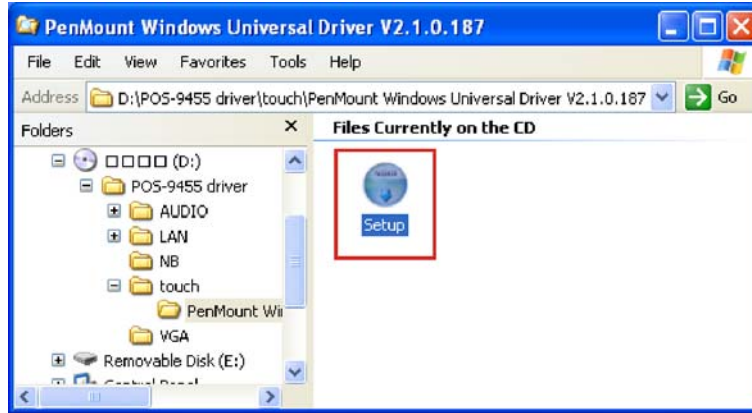 PenMount Windows Universal Driver V2.1.0.187
File Edit View Favorites Tools Help
Address D:\POS-9455 driver\touch\PenMount Windows Universal Driver V2.1.0.187 Go
Folders
Files Currently on the CD
□□□□ (D:)
POS-9455 driver
AUDIO
LAN
NB
touch
PenMount Wi
VGA
Removable Disk (E:)
Setup